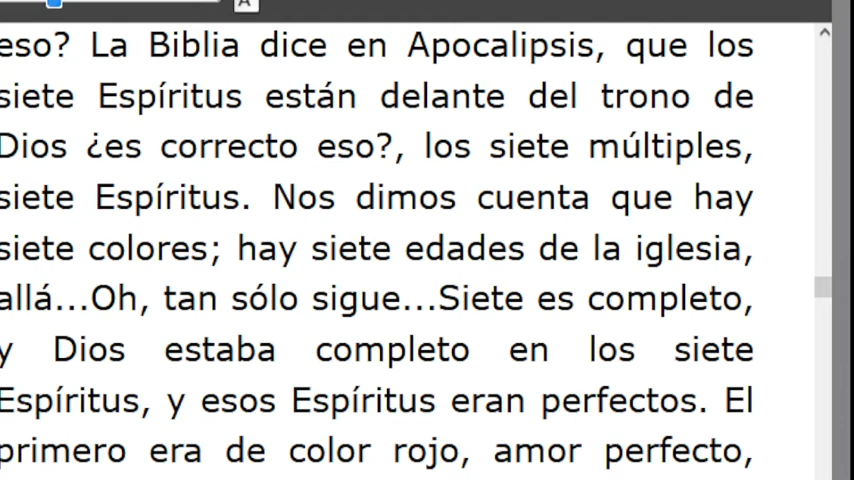 A
eso? La Biblia dice en Apocalipsis, que los
siete Espíritus están delante del trono de
Dios ¿es correcto eso?, los siete múltiples,
siete Espíritus. Nos dimos cuenta que hay
siete colores; hay siete edades de la iglesia,
allá...Oh, tan sólo sigue...Siete es completo,
y Dios estaba completo en los siete
Espíritus, y esos Espíritus eran perfectos. El
primero era de color rojo, amor perfecto,